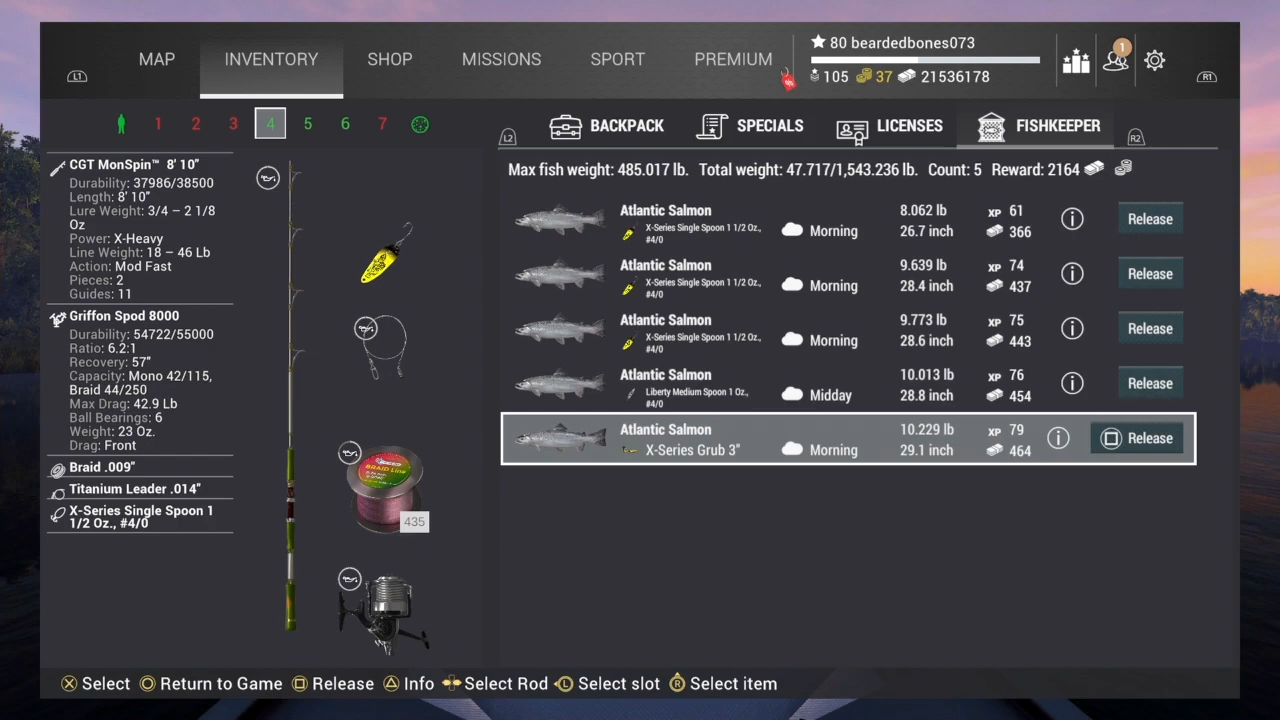 L1
MAP
INVENTORY
SHOP
MISSIONS
SPORT
PREMIUM
80 beardedbones073
105 37 21536178
1
R1
1 2 3 4 5 6 7
L2
BACKPACK
SPECIALS
LICENSES
FISHKEEPER
R2
CGT MonSpin™ 8' 10"
Durability: 37986/38500
Length: 8' 10"
Lure Weight: 3/4 – 2 1/8
Oz
Power: X-Heavy
Line Weight: 18 – 46 Lb
Action: Mod Fast
Pieces: 2
Guides: 11
Griffon Spod 8000
Durability: 54722/55000
Ratio: 6.2:1
Recovery: 57"
Capacity: Mono 42/115,
Braid 44/250
Max Drag: 42.9 Lb
Ball Bearings: 6
Weight: 23 Oz.
Drag: Front
Braid .009"
Titanium Leader .014"
X-Series Single Spoon 1
1/2 Oz., #4/0
BRAID LINE
435
Max fish weight: 485.017 lb. Total weight: 47.717/1,543.236 lb. Count: 5 Reward: 2164
Atlantic Salmon 8.062 lb XP 61
X-Series Single Spoon 1 1/2 Oz.,
#4/0
Morning 26.7 inch 366
Release
Atlantic Salmon 9.639 lb XP 74
X-Series Single Spoon 1 1/2 Oz.,
#4/0
Morning 28.4 inch 437
Release
Atlantic Salmon 9.773 lb XP 75
X-Series Single Spoon 1 1/2 Oz.,
#4/0
Morning 28.6 inch 443
Release
Atlantic Salmon 10.013 lb XP 76
Liberty Medium Spoon 1 Oz.,
#4/0
Midday 28.8 inch 454
Release
Atlantic Salmon 10.229 lb XP 79
X-Series Grub 3" Morning 29.1 inch 464
Release
Select Return to Game Release Info Select Rod L Select slot R Select item